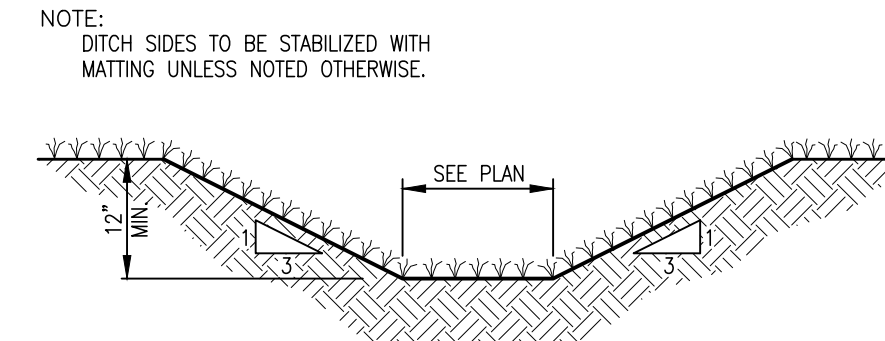 NOTE:
DITCH SIDES TO BE STABILIZED WITH
MATTING UNLESS NOTED OTHERWISE.
SEE PLAN
12"
MIN.
1
3
1
3